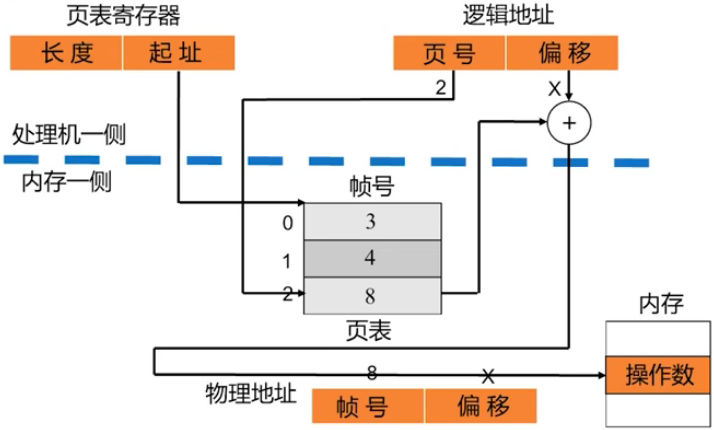 页表寄存器
逻辑地址
长度 起址
页号 偏移
2
X
+
处理机一侧
内存一侧
帧号
0 3
1 4
2 8
页表
内存
8
X
操作数
物理地址
帧号 偏移